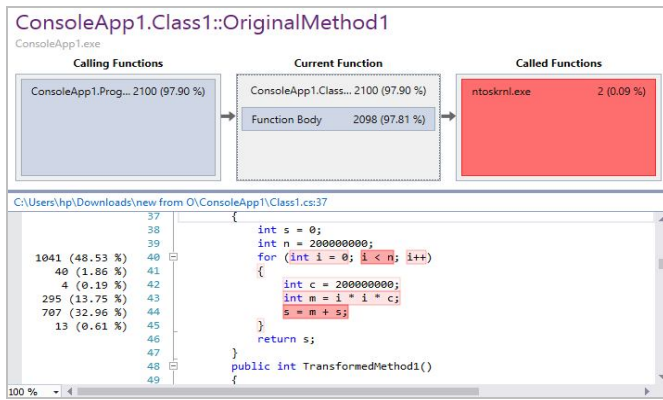 ConsoleApp1.Class1::OriginalMethod1
ConsoleApp1.exe
Calling Functions
Current Function
Called Functions
ConsoleApp1.Prog... 2100 (97.90 %)
ConsoleApp1.Class... 2100 (97.90 %)
Function Body 2098 (97.81 %)
ntoskrnl.exe 2 (0.09 %)
C:\Users\hp\Downloads\new from O\ConsoleApp1\Class1.cs:37
37 {
38 int s = 0;
39 int n = 200000000;
1041 (48.53 %) 40 for (int i = 0; i < n; i++)
40 (1.86 %) 41 {
4 (0.19 %) 42 int c = 200000000;
295 (13.75 %) 43 int m = i * i * c;
707 (32.96 %) 44 s = m + s;
13 (0.61 %) 45 }
46 return s;
47 }
48 public int TransformedMethod1()
49 {
100 %